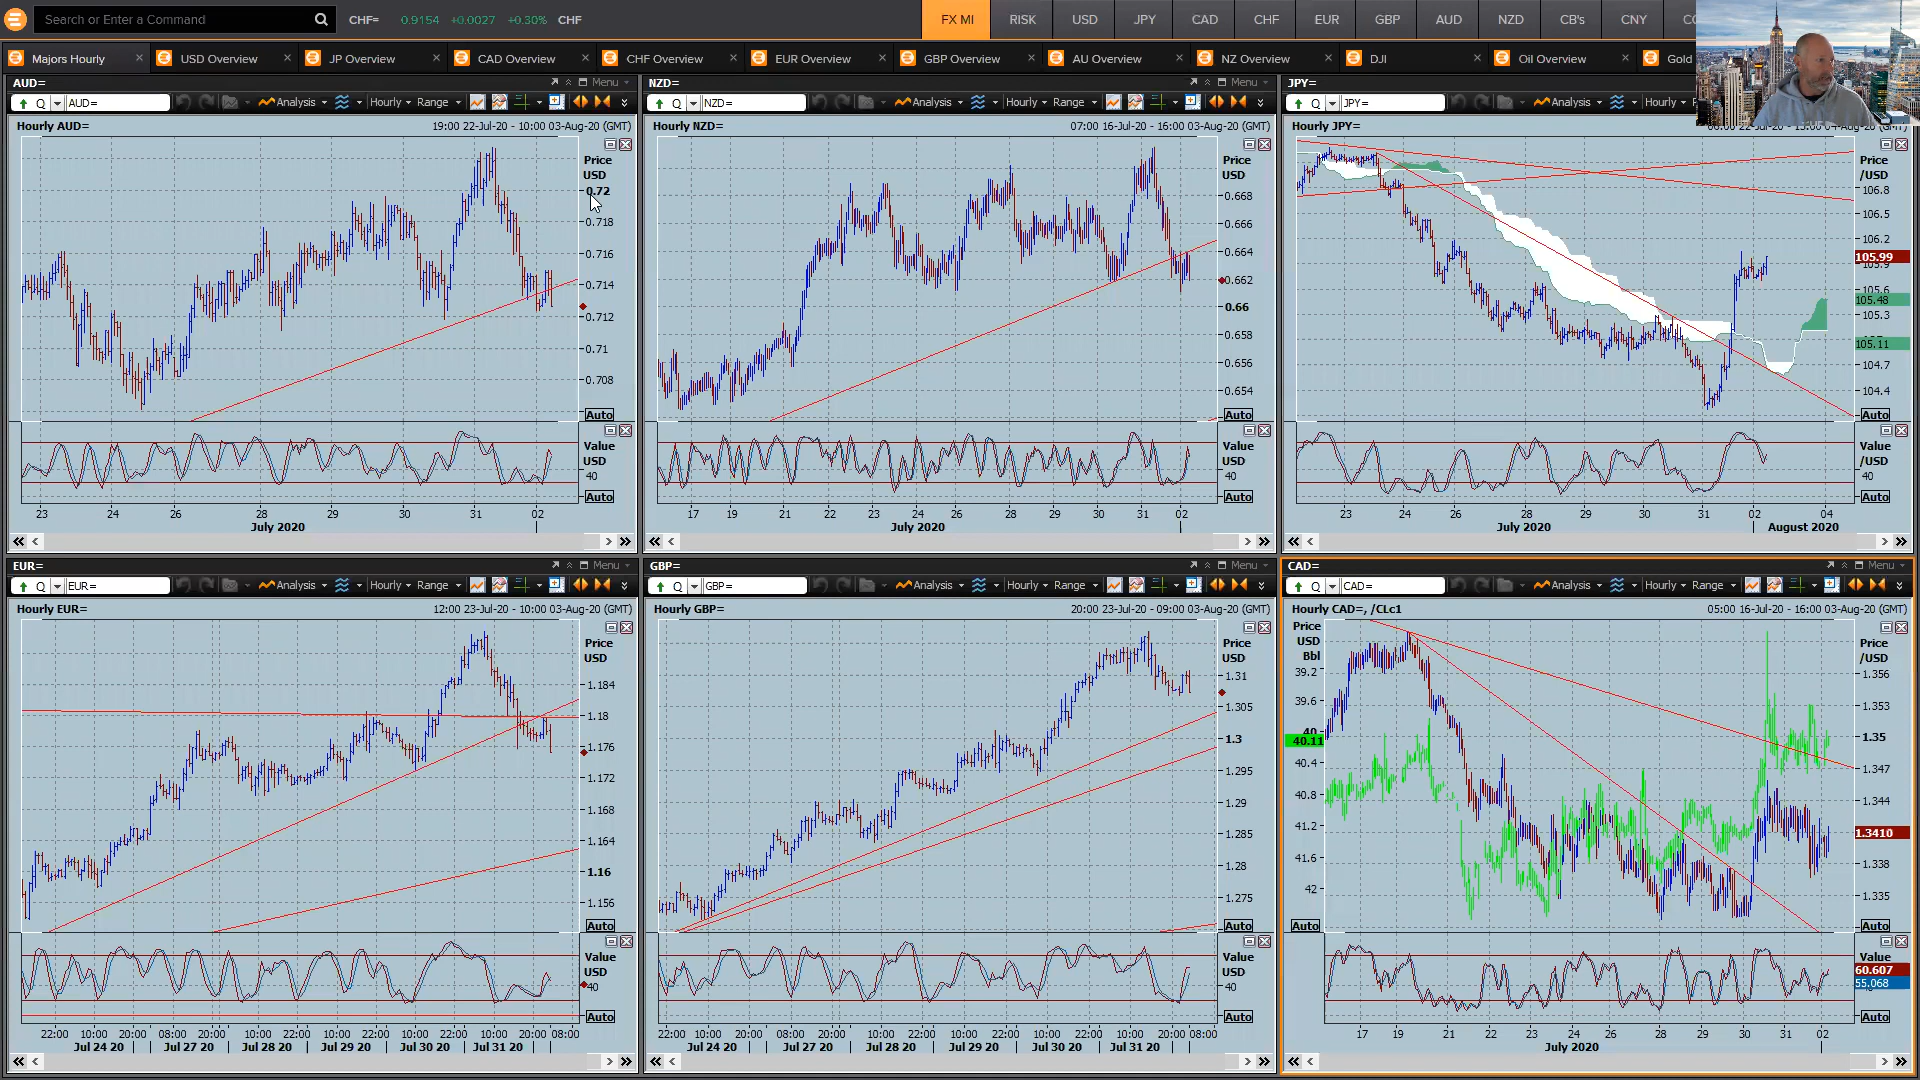 Search or Enter a Command
CHF= 0.9154 +0.0027 +0.30% CHF
FX MI RISK USD JPY CAD CHF EUR GBP AUD NZD CB's CNY
Majors Hourly USD Overview JP Overview CAD Overview CHF Overview EUR Overview GBP Overview AU Overview NZ Overview DJI Oil Overview Gold
AUD= Menu
Q AUD= Analysis Hourly Range
Hourly AUD= 19:00 22-Jul-20 - 10:00 03-Aug-20 (GMT)
Price
USD
0.72
0.718
0.716
0.714
0.712
0.71
0.708
Auto
Value
USD
40
Auto
23 24 26 28 29 30 31 02
July 2020
NZD= Menu
Q NZD= Analysis Hourly Range
Hourly NZD= 07:00 16-Jul-20 - 16:00 03-Aug-20 (GMT)
Price
USD
0.668
0.666
0.664
0.662
0.66
0.658
0.656
0.654
Auto
Value
USD
40
Auto
17 19 21 22 23 24 26 28 29 30 31 02
July 2020
JPY=
Q JPY= Analysis Hourly
Hourly JPY=
Price
/USD
106.8
106.5
106.2
105.99
105.9
105.6
105.48
105.3
105.11
104.7
104.4
Auto
Value
/USD
40
Auto
23 24 26 28 29 30 31 02 04
July 2020 August 2020
EUR= Menu
Q EUR= Analysis Hourly Range
Hourly EUR= 12:00 23-Jul-20 - 10:00 03-Aug-20 (GMT)
Price
USD
1.184
1.18
1.176
1.172
1.168
1.164
1.16
1.156
Auto
Value
USD
40
Auto
22:00 10:00 20:00 08:00 20:00 10:00 22:00 10:00 22:00 10:00 22:00 10:00 20:00 08:00
Jul 24 20 Jul 27 20 Jul 28 20 Jul 29 20 Jul 30 20 Jul 31 20
GBP= Menu
Q GBP= Analysis Hourly Range
Hourly GBP= 20:00 23-Jul-20 - 09:00 03-Aug-20 (GMT)
Price
USD
1.31
1.305
1.3
1.295
1.29
1.285
1.28
1.275
Auto
Value
USD
40
Auto
22:00 10:00 20:00 08:00 20:00 10:00 22:00 10:00 22:00 10:00 22:00 10:00 20:00 08:00
Jul 24 20 Jul 27 20 Jul 28 20 Jul 29 20 Jul 30 20 Jul 31 20
CAD= Menu
Q CAD= Analysis Hourly Range
Hourly CAD=, /CLc1 05:00 16-Jul-20 - 16:00 03-Aug-20 (GMT)
Price
USD
Bbl
39.2
39.6
40
40.11
40.4
40.8
41.2
41.6
42
Auto
Price
/USD
1.356
1.353
1.35
1.347
1.344
1.3410
1.338
1.335
Auto
Value
60.607
55.068
Auto
17 19 21 22 23 24 26 28 29 30 31 02
July 2020